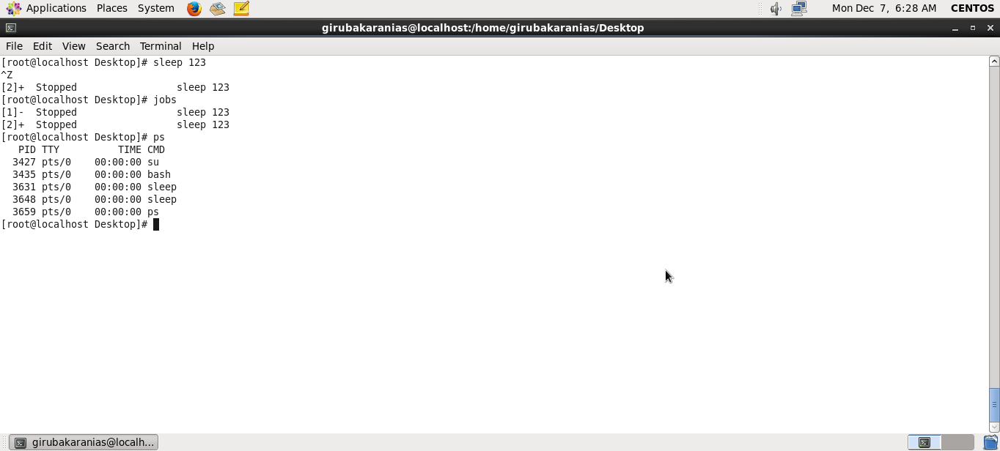 Applications Places System Mon Dec 7, 6:28 AM CENTOS
girubakaranias@localhost:/home/girubakaranias/Desktop
File Edit View Search Terminal Help
[root@localhost Desktop]# sleep 123
^Z
[2]+  Stopped                 sleep 123
[root@localhost Desktop]# jobs
[1]-  Stopped                 sleep 123
[2]+  Stopped                 sleep 123
[root@localhost Desktop]# ps
   PID TTY          TIME CMD
  3427 pts/0    00:00:00 su
  3435 pts/0    00:00:00 bash
  3631 pts/0    00:00:00 sleep
  3648 pts/0    00:00:00 sleep
  3659 pts/0    00:00:00 ps
[root@localhost Desktop]#
girubakaranias@localh...